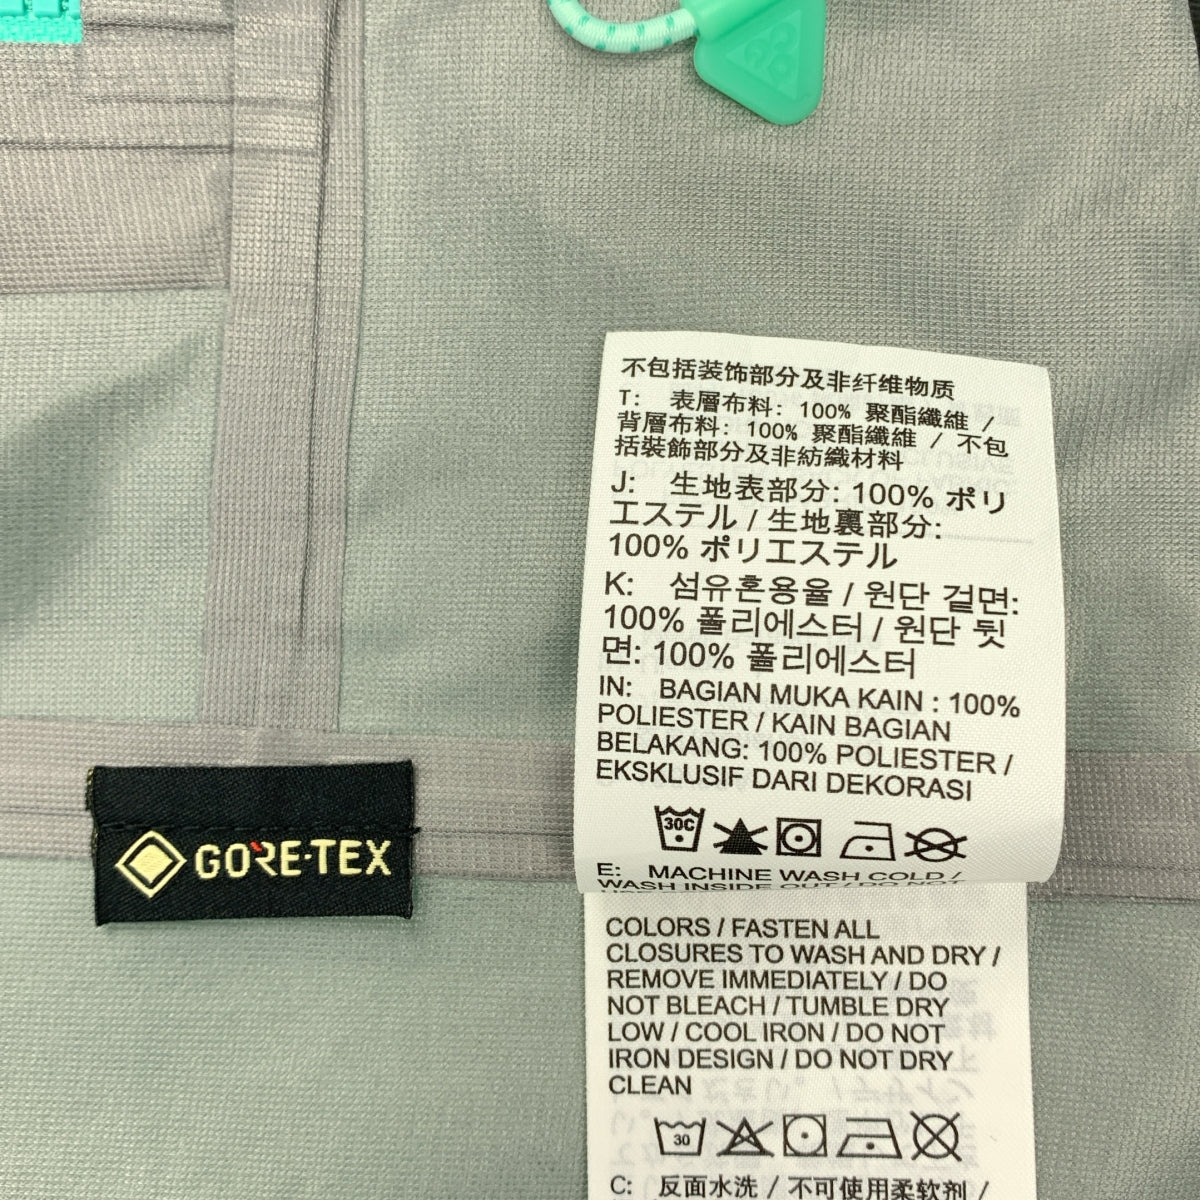 不包括装饰部分及非纤维物质
T: 表層布料: 100% 聚酯纖維 /
背層布料: 100% 聚酯纖維 / 不包
括裝飾部分及非紡織材料
J: 生地表部分: 100% ポリ
エステル / 生地裏部分:
100% ポリエステル
K: 섬유혼용율 / 원단 겉면:
100% 폴리에스터 / 원단 뒷
면: 100% 폴리에스터
IN: BAGIAN MUKA KAIN : 100%
POLIESTER / KAIN BAGIAN
BELAKANG: 100% POLIESTER /
EKSKLUSIF DARI DEKORASI
30C
GORE-TEX
E: MACHINE WASH COLD /
WASH INSIDE OUT / DO NOT
COLORS / FASTEN ALL
CLOSURES TO WASH AND DRY /
REMOVE IMMEDIATELY / DO
NOT BLEACH / TUMBLE DRY
LOW / COOL IRON / DO NOT
IRON DESIGN / DO NOT DRY
CLEAN
30
C: 反面水洗 / 不可使用柔软剂 /